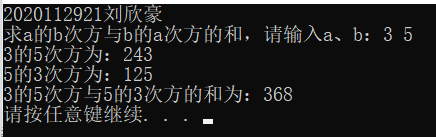 2020112921刘欣豪
求a的b次方与b的a次方的和，请输入a、b：3 5
3的5次方为：243
5的3次方为：125
3的5次方与5的3次方的和为：368
请按任意键继续. . .